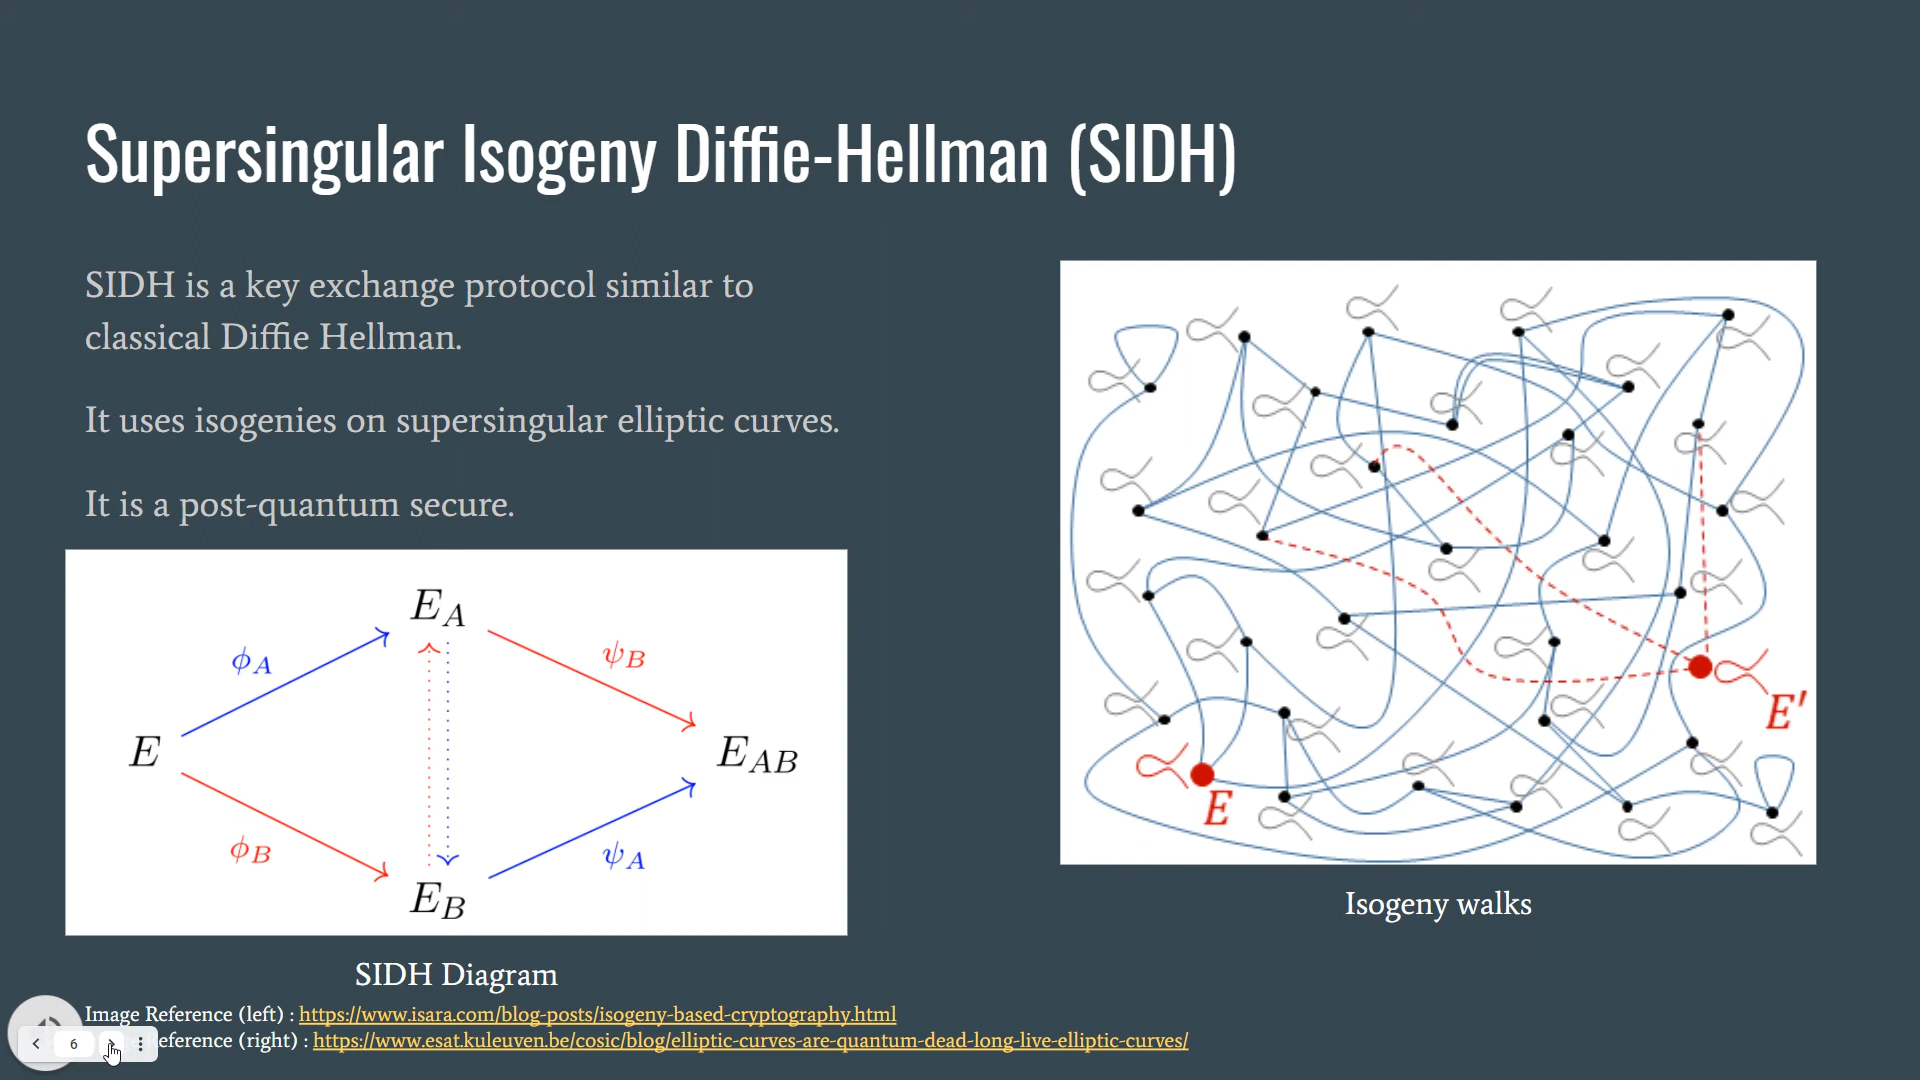 Supersingular Isogeny Diffie-Hellman (SIDH)
SIDH is a key exchange protocol similar to
classical Diffie Hellman.
It uses isogenies on supersingular elliptic curves.
It is a post-quantum secure.
E_A
ϕ_A
ψ_B
E
E_{AB}
ϕ_B
ψ_A
E_B
SIDH Diagram
E'
E
Isogeny walks
Image Reference (left) : https://www.isara.com/blog-posts/isogeny-based-cryptography.html
eference (right) : https://www.esat.kuleuven.be/cosic/blog/elliptic-curves-are-quantum-dead-long-live-elliptic-curves/
6